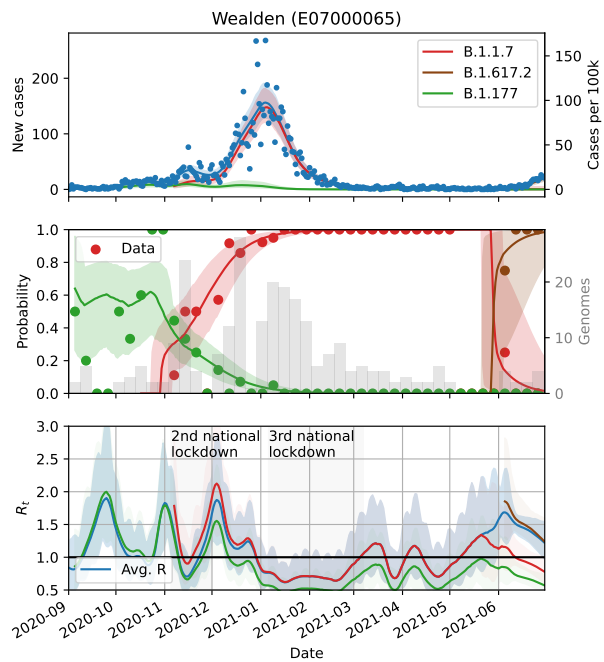 Wealden (E07000065)
New cases
200
100
0
B.1.1.7
B.1.617.2
B.1.177
150
100
50
0
Cases per 100k
Probability
1.0
0.8
0.6
0.4
0.2
0.0
Data
20
10
0
Genomes
R_t
3.0
2.5
2.0
1.5
1.0
0.5
2nd national
lockdown
3rd national
lockdown
Avg. R
2020-09
2020-10
2020-11
2020-12
2021-01
2021-02
2021-03
2021-04
2021-05
2021-06
Date